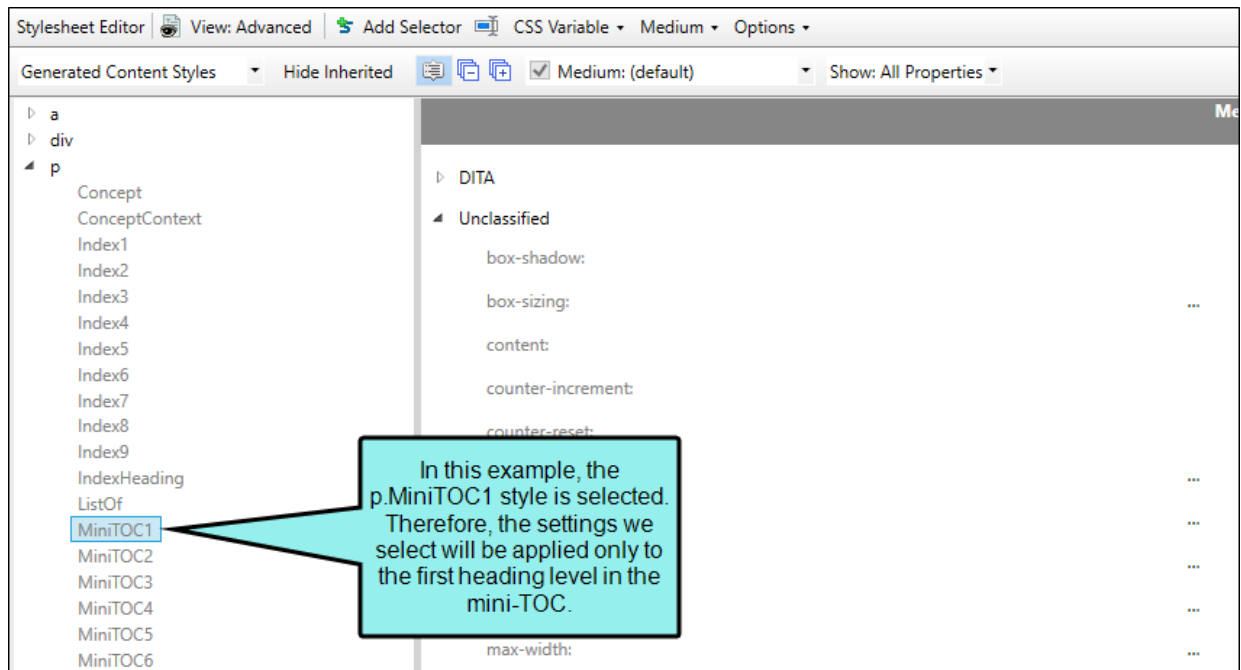 Stylesheet Editor View: Advanced Add Selector CSS Variable Medium Options
Generated Content Styles Hide Inherited Medium: (default) Show: All Properties
a
div
p
Concept
ConceptContext
Index1
Index2
Index3
Index4
Index5
Index6
Index7
Index8
Index9
IndexHeading
ListOf
MiniTOC1
MiniTOC2
MiniTOC3
MiniTOC4
MiniTOC5
MiniTOC6
Me
DITA
Unclassified
box-shadow:
box-sizing: ...
content:
counter-increment:
counter-reset:
In this example, the
p.MiniTOC1 style is selected.
Therefore, the settings we
select will be applied only to
the first heading level in the
mini-TOC.
...
...
...
...
max-width: ...